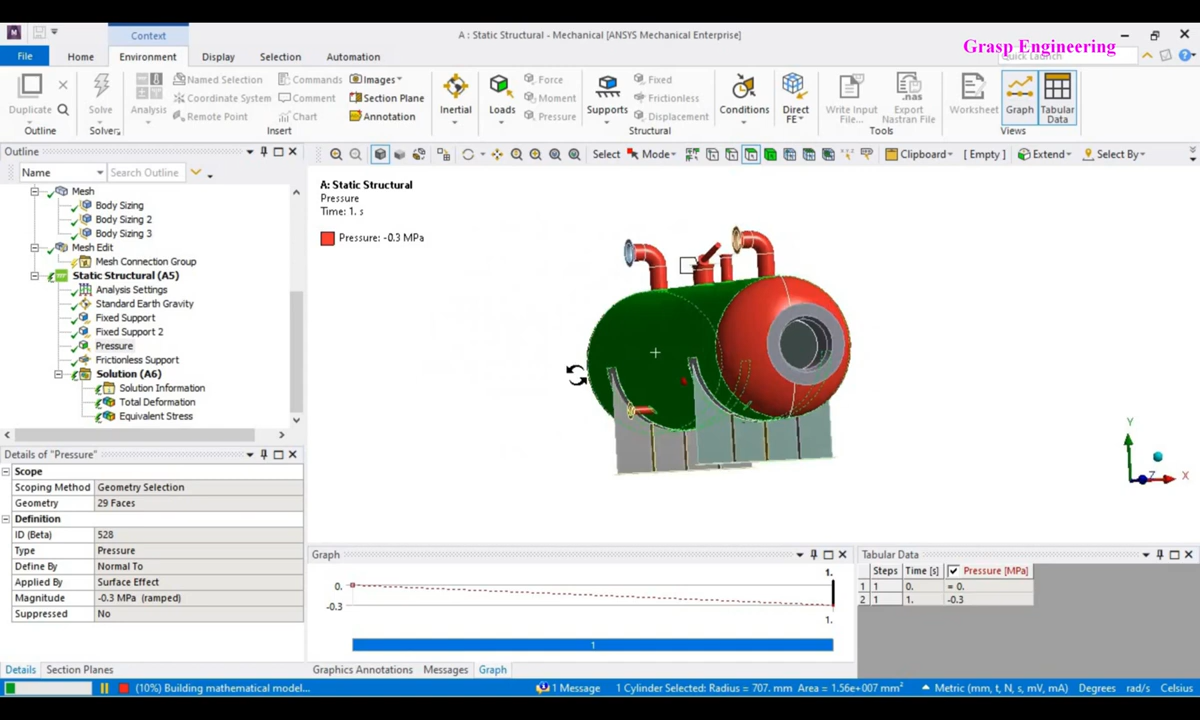 Context
A : Static Structural - Mechanical [ANSYS Mechanical Enterprise]
Grasp Engineering
File Home Environment Display Selection Automation
Quick Launch
Duplicate
Outline
Solve
Solver
Analysis
Named Selection
Coordinate System
Remote Point
Commands
Comment
Chart
Images
Section Plane
Annotation
Insert
Inertial
Loads
Force
Moment
Pressure
Supports
Fixed
Frictionless
Displacement
Structural
Conditions
Direct
FE
Write Input
File...
Export
Nastran File
.nas
Tools
Worksheet
Graph
Tabular
Data
Views
Outline
Name
Search Outline
Select
Mode
Clipboard
[ Empty ]
Extend
Select By
Mesh
Body Sizing
Body Sizing 2
Body Sizing 3
Mesh Edit
Mesh Connection Group
Static Structural (A5)
Analysis Settings
Standard Earth Gravity
Fixed Support
Fixed Support 2
Pressure
Frictionless Support
Solution (A6)
Solution Information
Total Deformation
Equivalent Stress
A: Static Structural
Pressure
Time: 1. s
Pressure: -0.3 MPa
Y
Z
X
Details of "Pressure"
Scope
Scoping Method Geometry Selection
Geometry 29 Faces
Definition
ID (Beta) 528
Type Pressure
Define By Normal To
Applied By Surface Effect
Magnitude -0.3 MPa (ramped)
Suppressed No
Details Section Planes
Graph
1.
0.
-0.3
1.
1
Graphics Annotations Messages Graph
Tabular Data
Steps Time [s] Pressure [MPa]
1 1 0. = 0.
2 1 1. -0.3
(10%) Building mathematical model...
1 Message
1 Cylinder Selected: Radius = 707. mm Area = 1.56e+007 mm²
Metric (mm, t, N, s, mV, mA)
Degrees
rad/s
Celsius